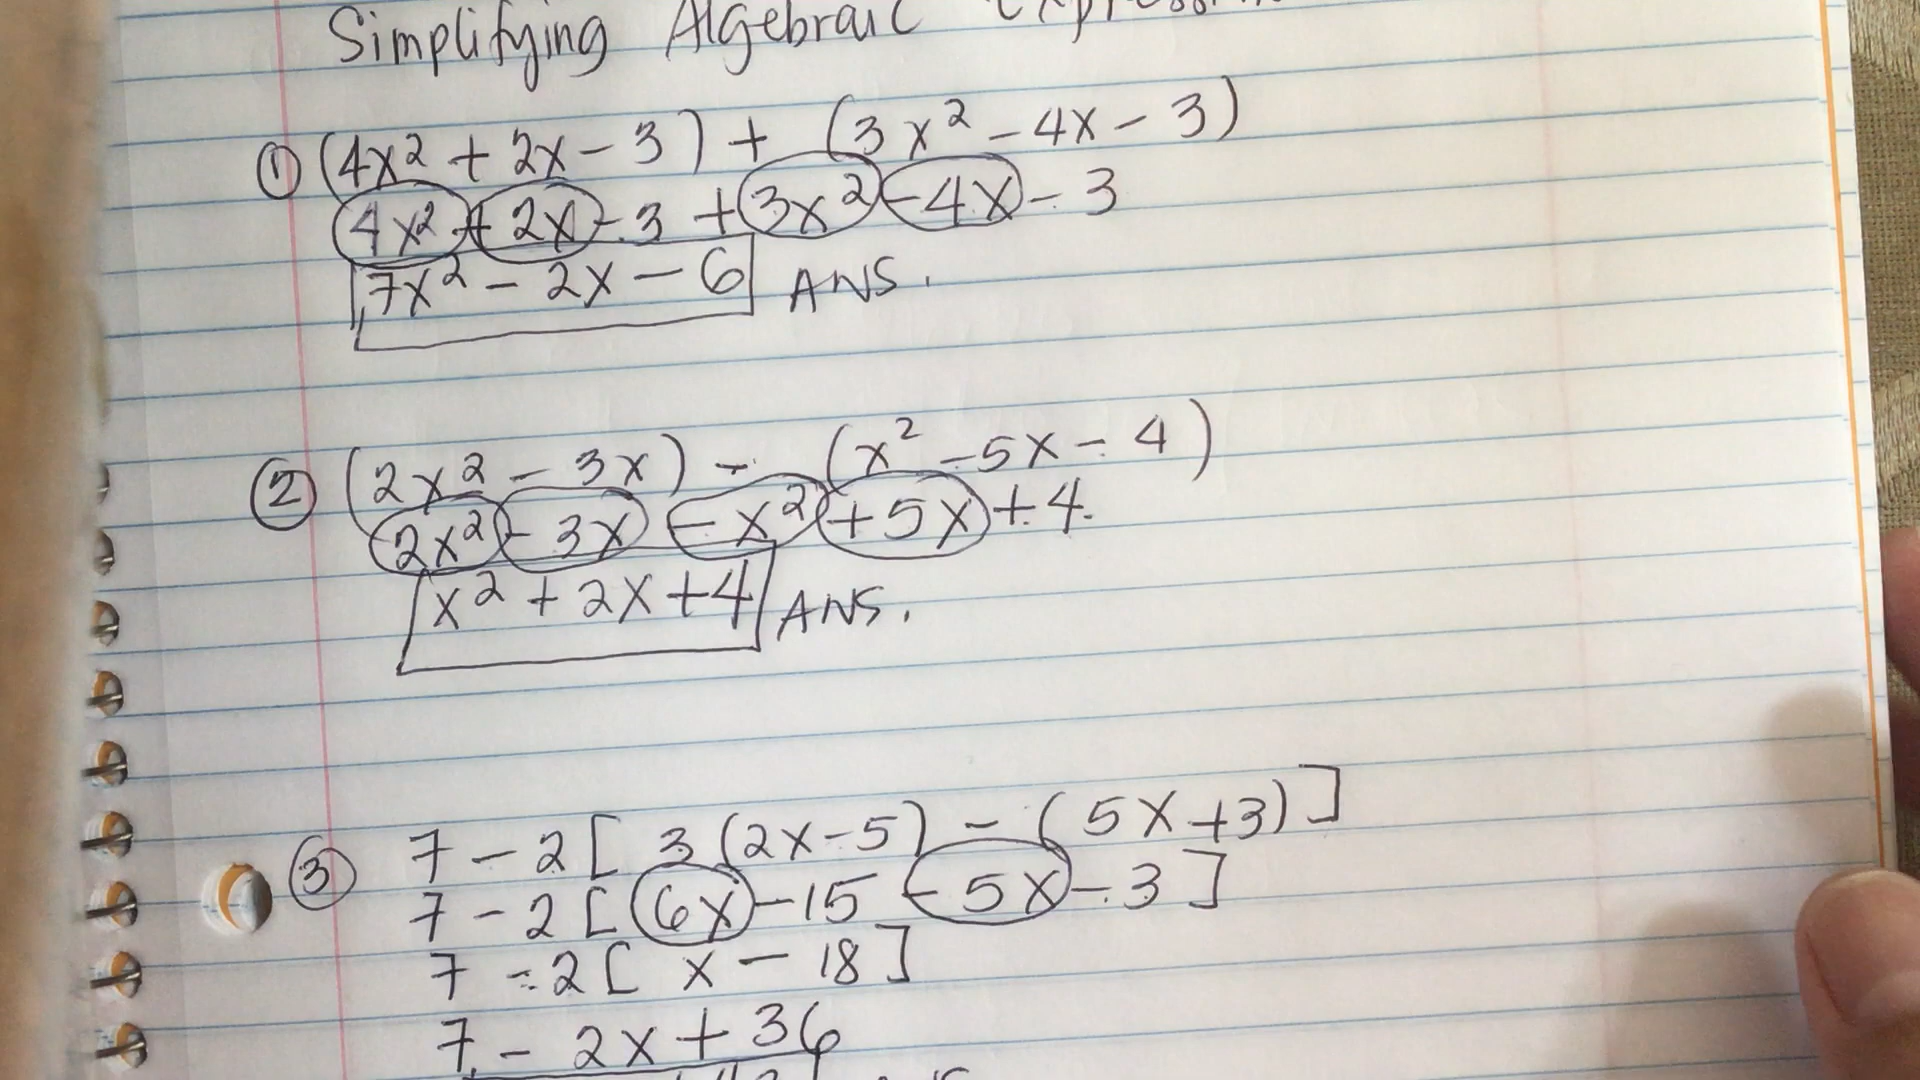 Simplifying Algebraic
① (4x² + 2x - 3) + (3x² - 4x - 3)
4x² + 2x - 3 + 3x² - 4x - 3
7x² - 2x - 6 ANS.
② (2x² - 3x) - (x² - 5x - 4)
2x² - 3x - x² + 5x + 4
x² + 2x + 4 ANS.
③ 7 - 2[ 3(2x - 5) - (5x + 3) ]
7 - 2[ 6x - 15 - 5x - 3 ]
7 - 2[ x - 18 ]
7 - 2x + 36